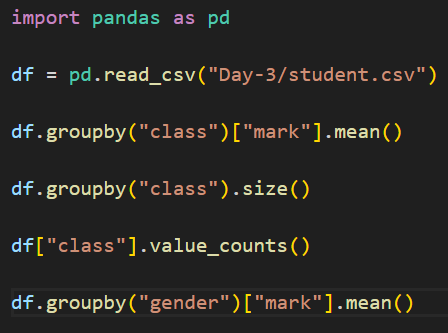 import pandas as pd
df = pd.read_csv("Day-3/student.csv")
df.groupby("class")["mark"].mean()
df.groupby("class").size()
df["class"].value_counts()
df.groupby("gender")["mark"].mean()